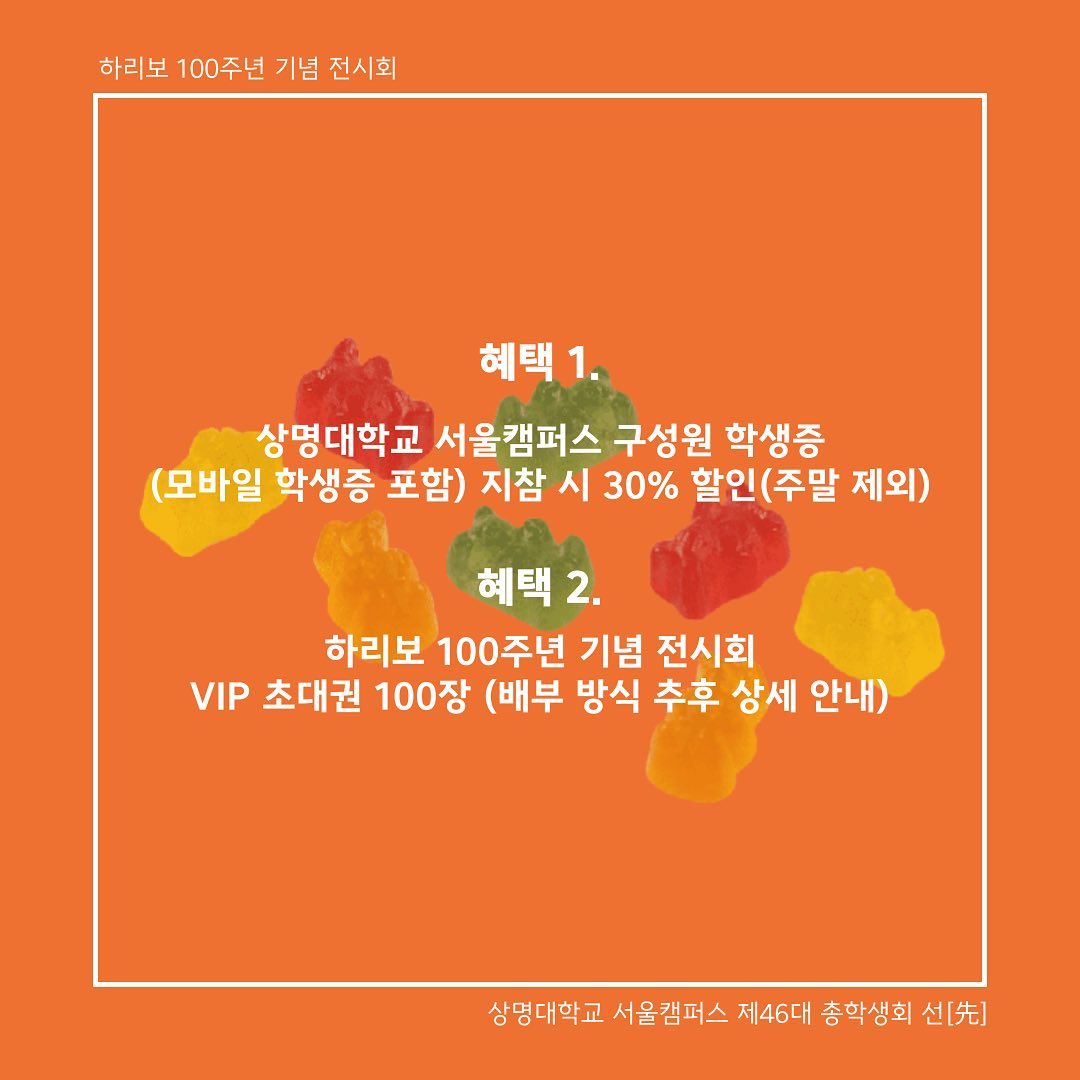 하리보 100주년 기념 전시회
혜택 1.
상명대학교 서울캠퍼스 구성원 학생증
(모바일 학생증 포함) 지참 시 30% 할인(주말 제외)
혜택 2.
하리보 100주년 기념 전시회
VIP 초대권 100장 (배부 방식 추후 상세 안내)
상명대학교 서울캠퍼스 제46대 총학생회 선[先]